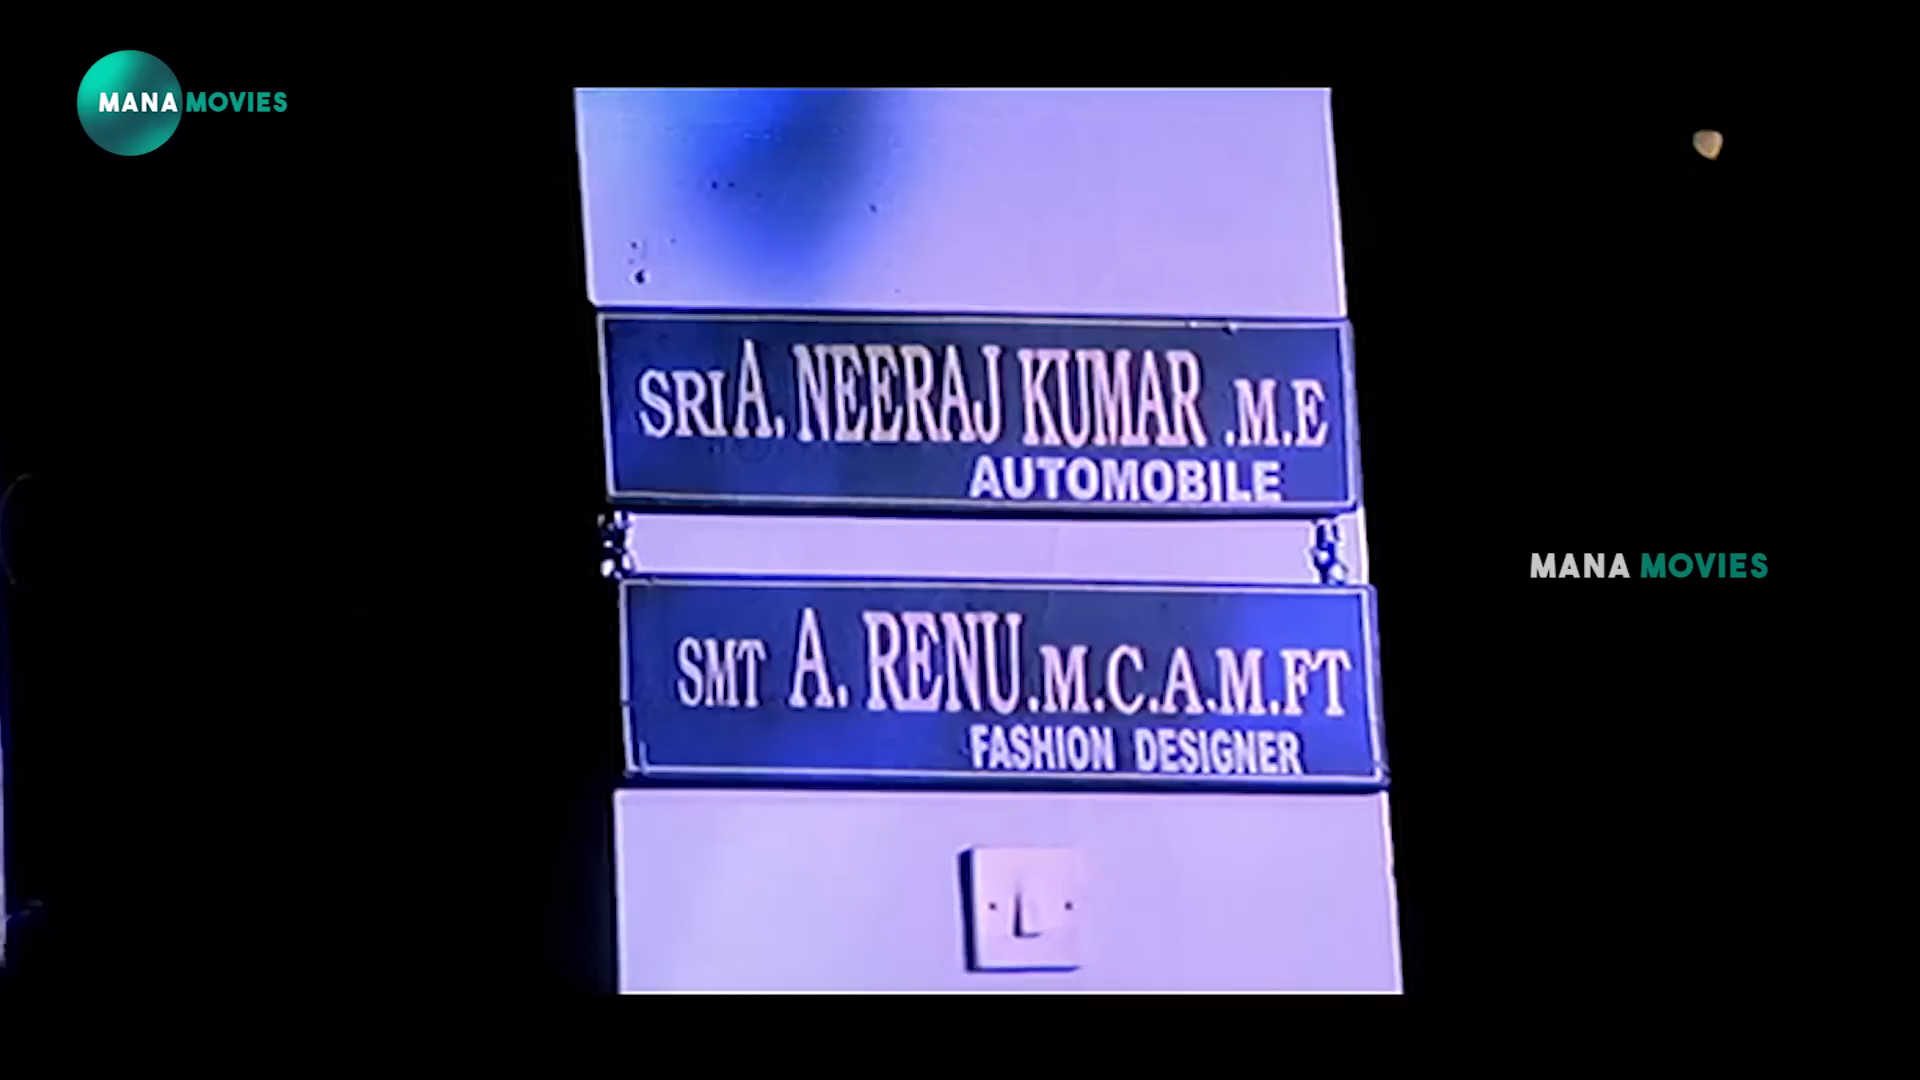 MANA MOVIES
SRI A. NEERAJ KUMAR .M.E
AUTOMOBILE
MANA MOVIES
SMT A. RENU.M.C.A.M.FT
FASHION DESIGNER